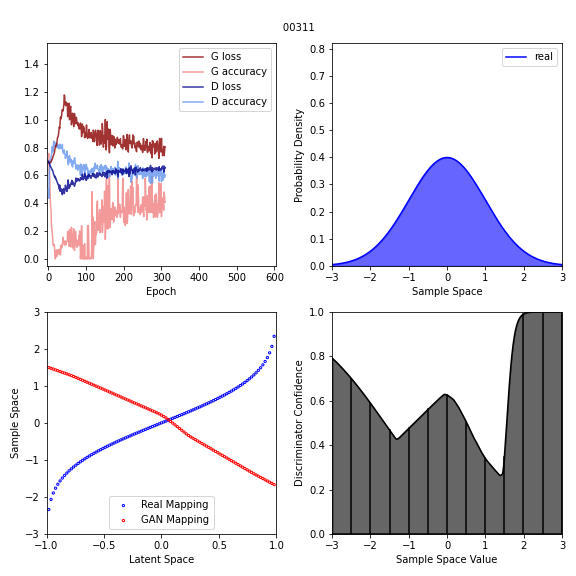 00311
1.4
1.2
1.0
0.8
0.6
0.4
0.2
0.0
0 100 200 300 400 500 600
Epoch
G loss
G accuracy
D loss
D accuracy
Probability Density
0.8
0.7
0.6
0.5
0.4
0.3
0.2
0.1
0.0
−3 −2 −1 0 1 2 3
Sample Space
real
Sample Space
3
2
1
0
−1
−2
−3
−1.0 −0.5 0.0 0.5 1.0
Latent Space
Real Mapping
GAN Mapping
Discriminator Confidence
1.0
0.8
0.6
0.4
0.2
0.0
−3 −2 −1 0 1 2 3
Sample Space Value